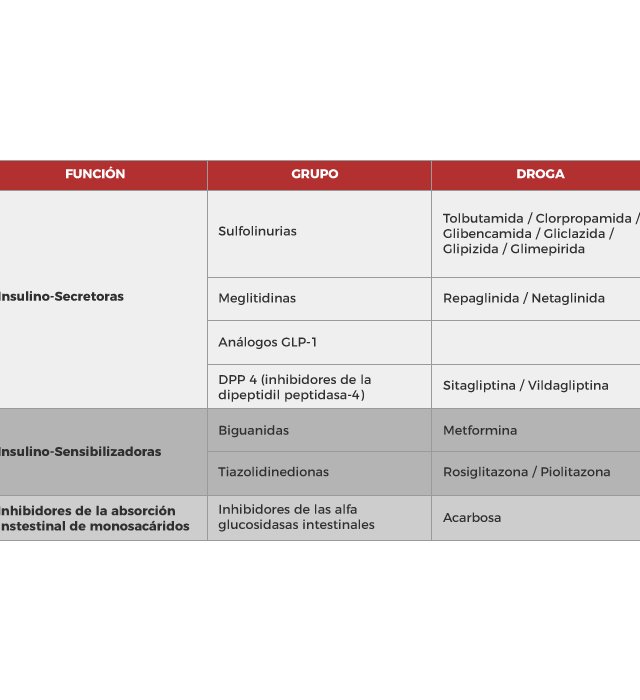 FUNCIÓN GRUPO DROGA
Insulino-Secretoras
Sulfolinurias
Tolbutamida / Clorpropamida /
Glibencamida / Gliclazida /
Glipizida / Glimepirida
Meglitidinas
Repaglinida / Netaglinida
Análogos GLP-1
DPP 4 (inhibidores de la
dipeptidil peptidasa-4)
Sitagliptina / Vildagliptina
Insulino-Sensibilizadoras
Biguanidas
Metformina
Tiazolidinedionas
Rosiglitazona / Piolitazona
Inhibidores de la absorción
instestinal de monosacáridos
Inhibidores de las alfa
glucosidasas intestinales
Acarbosa